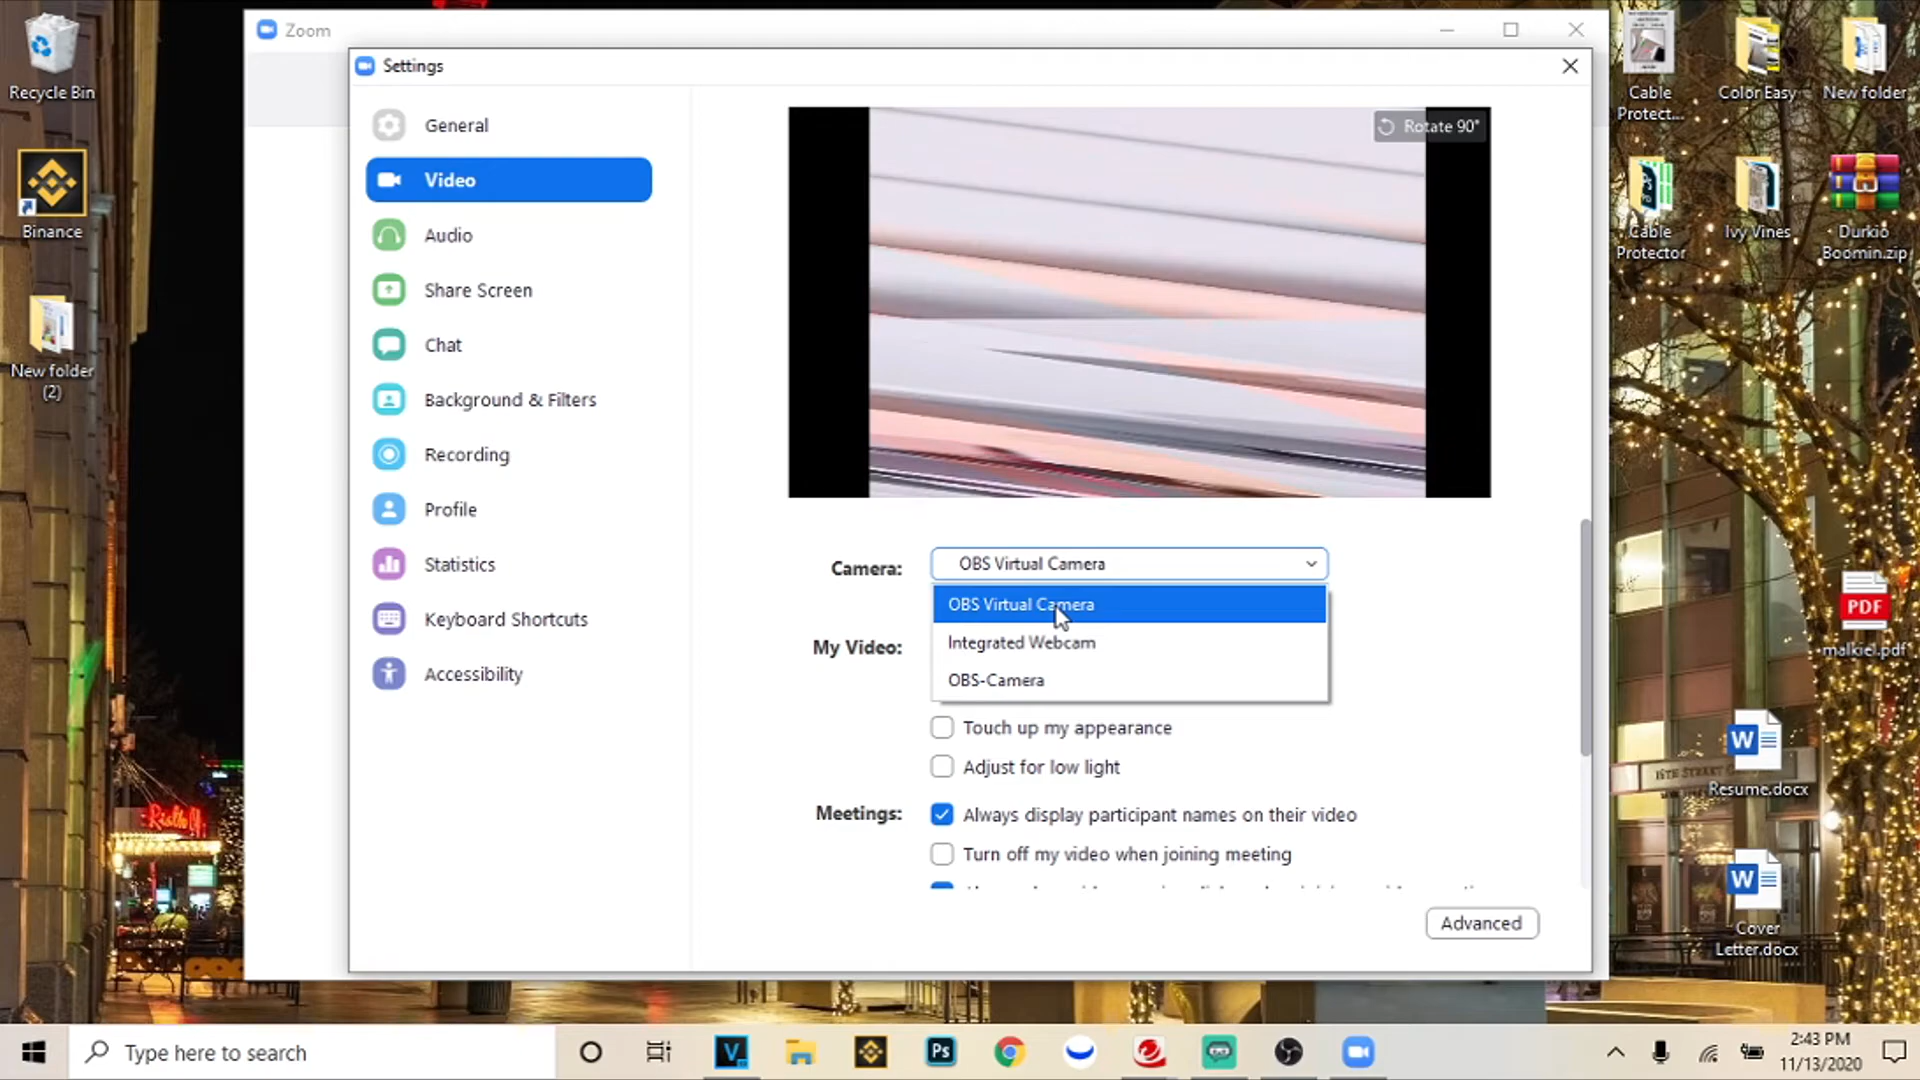 Zoom
Settings
Recycle Bin
Binance
New folder
(2)
General
Video
Audio
Share Screen
Chat
Background & Filters
Recording
Profile
Statistics
Keyboard Shortcuts
Accessibility
Rotate 90°
Camera:
OBS Virtual Camera
OBS Virtual Camera
Integrated Webcam
OBS-Camera
My Video:
Touch up my appearance
Adjust for low light
Meetings:
Always display participant names on their video
Turn off my video when joining meeting
Advanced
Cable
Protect...
Color Easy
New folder
Cable
Protector
Ivy Vines
Durkio
Boomin.zip
PDF
malkiel.pdf
W
Resume.docx
W
Cover
Letter.docx
16TH STREET
Rialto
Type here to search
V
Ps
2:43 PM
11/13/2020